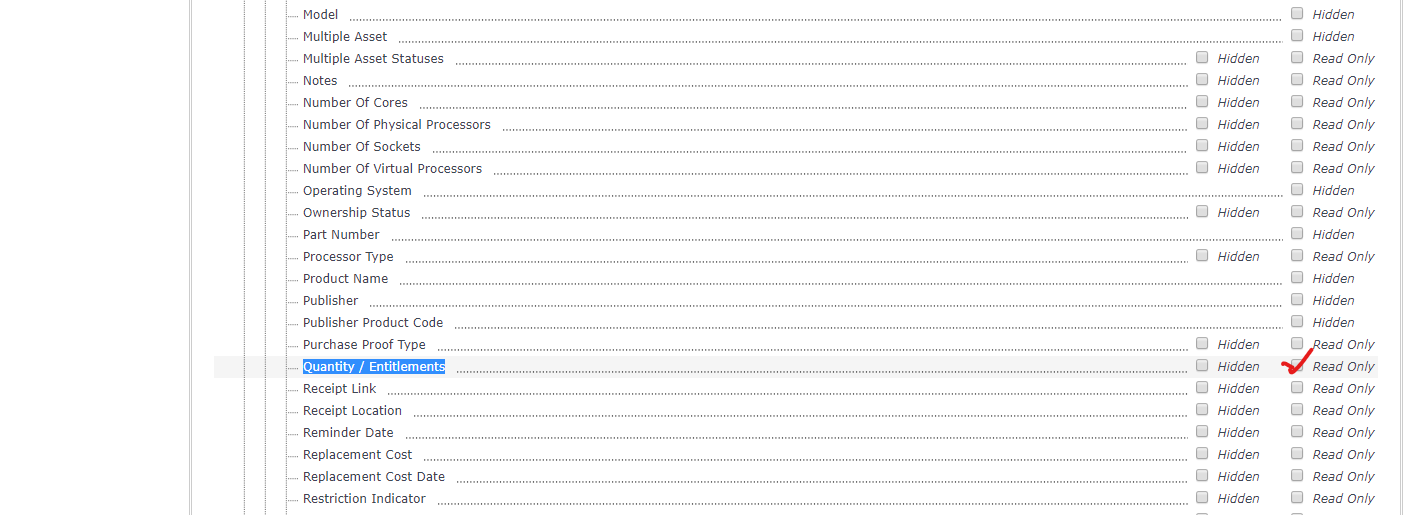 Model Hidden
Multiple Asset Hidden
Multiple Asset Statuses Hidden Read Only
Notes Hidden Read Only
Number Of Cores Hidden Read Only
Number Of Physical Processors Hidden Read Only
Number Of Sockets Hidden Read Only
Number Of Virtual Processors Hidden Read Only
Operating System Hidden
Ownership Status Hidden Read Only
Part Number Hidden
Processor Type Hidden Read Only
Product Name Hidden
Publisher Hidden
Publisher Product Code Hidden
Purchase Proof Type Hidden Read Only
Quantity / Entitlements Hidden Read Only
Receipt Link Hidden Read Only
Receipt Location Hidden Read Only
Reminder Date Hidden Read Only
Replacement Cost Hidden Read Only
Replacement Cost Date Hidden Read Only
Restriction Indicator Hidden Read Only